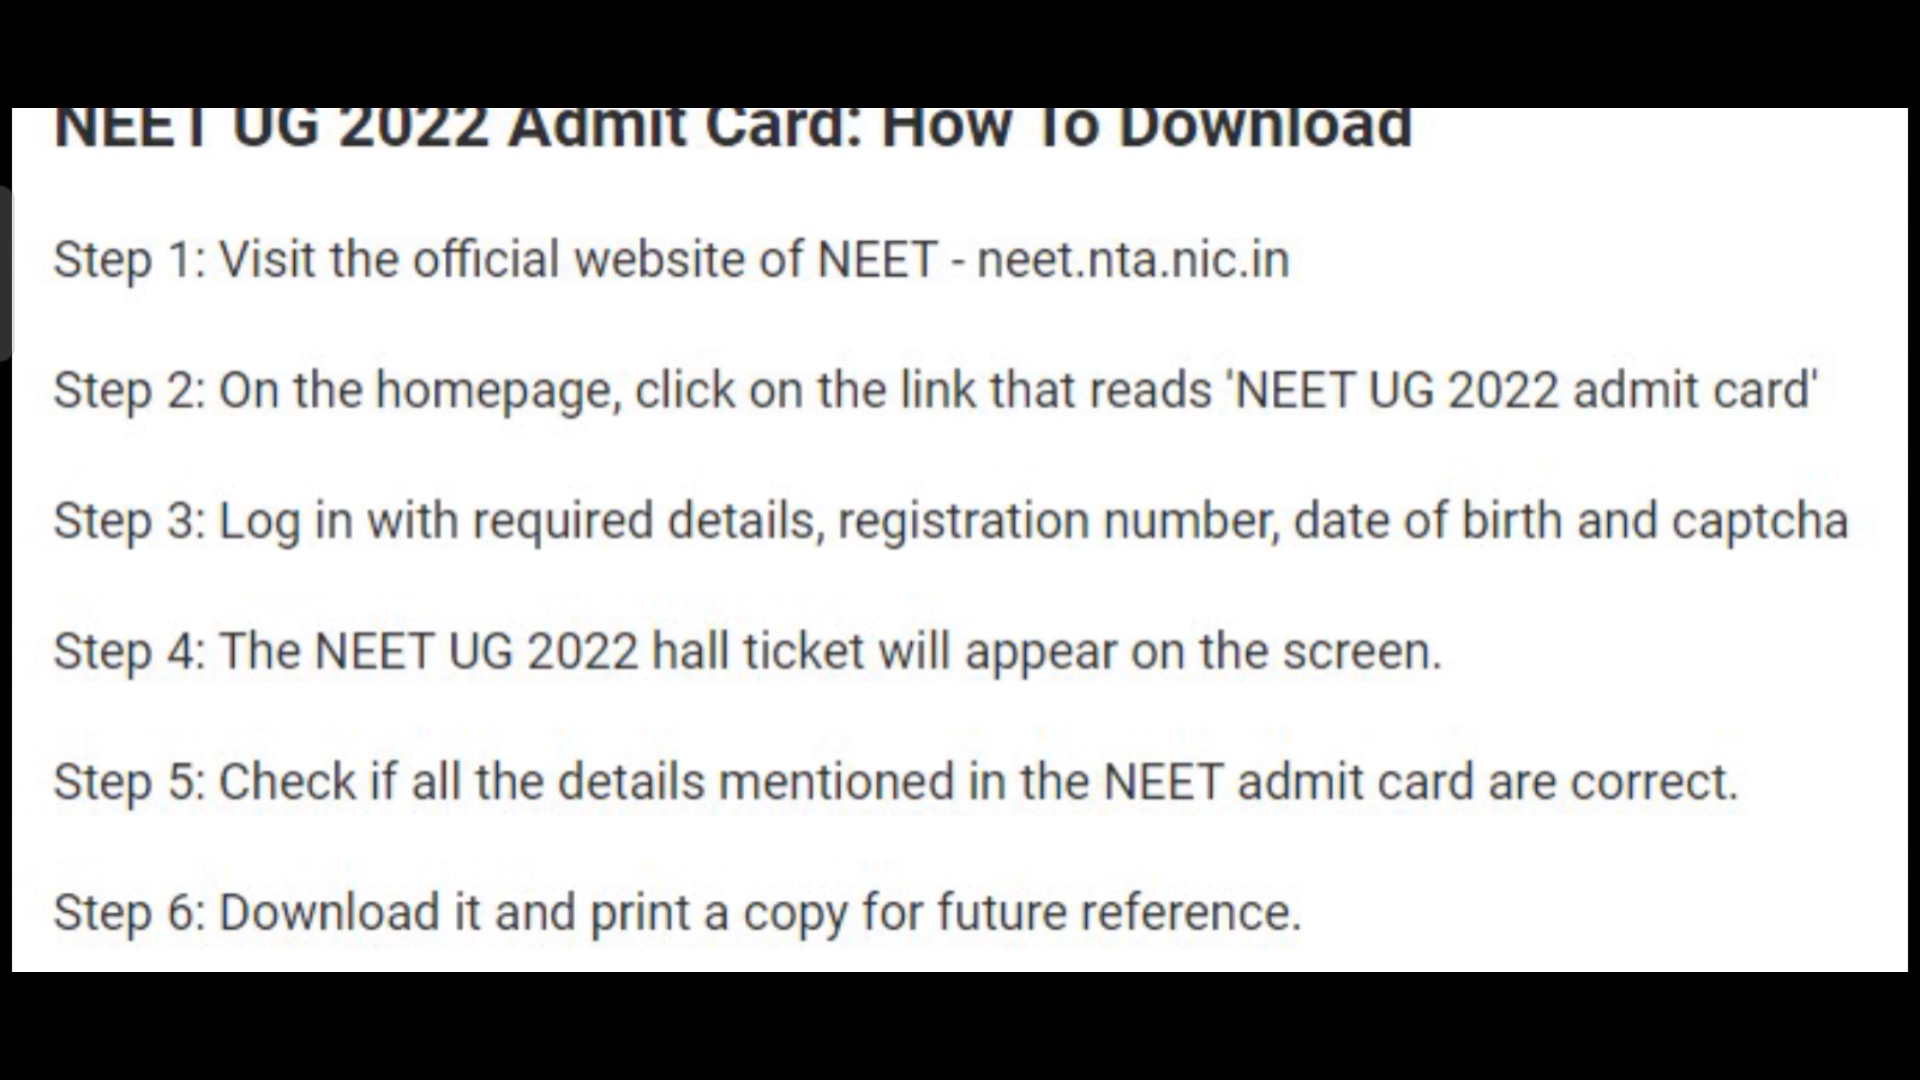 NEET UG 2022 Admit Card: How To Download
Step 1: Visit the official website of NEET - neet.nta.nic.in
Step 2: On the homepage, click on the link that reads 'NEET UG 2022 admit card'
Step 3: Log in with required details, registration number, date of birth and captcha
Step 4: The NEET UG 2022 hall ticket will appear on the screen.
Step 5: Check if all the details mentioned in the NEET admit card are correct.
Step 6: Download it and print a copy for future reference.